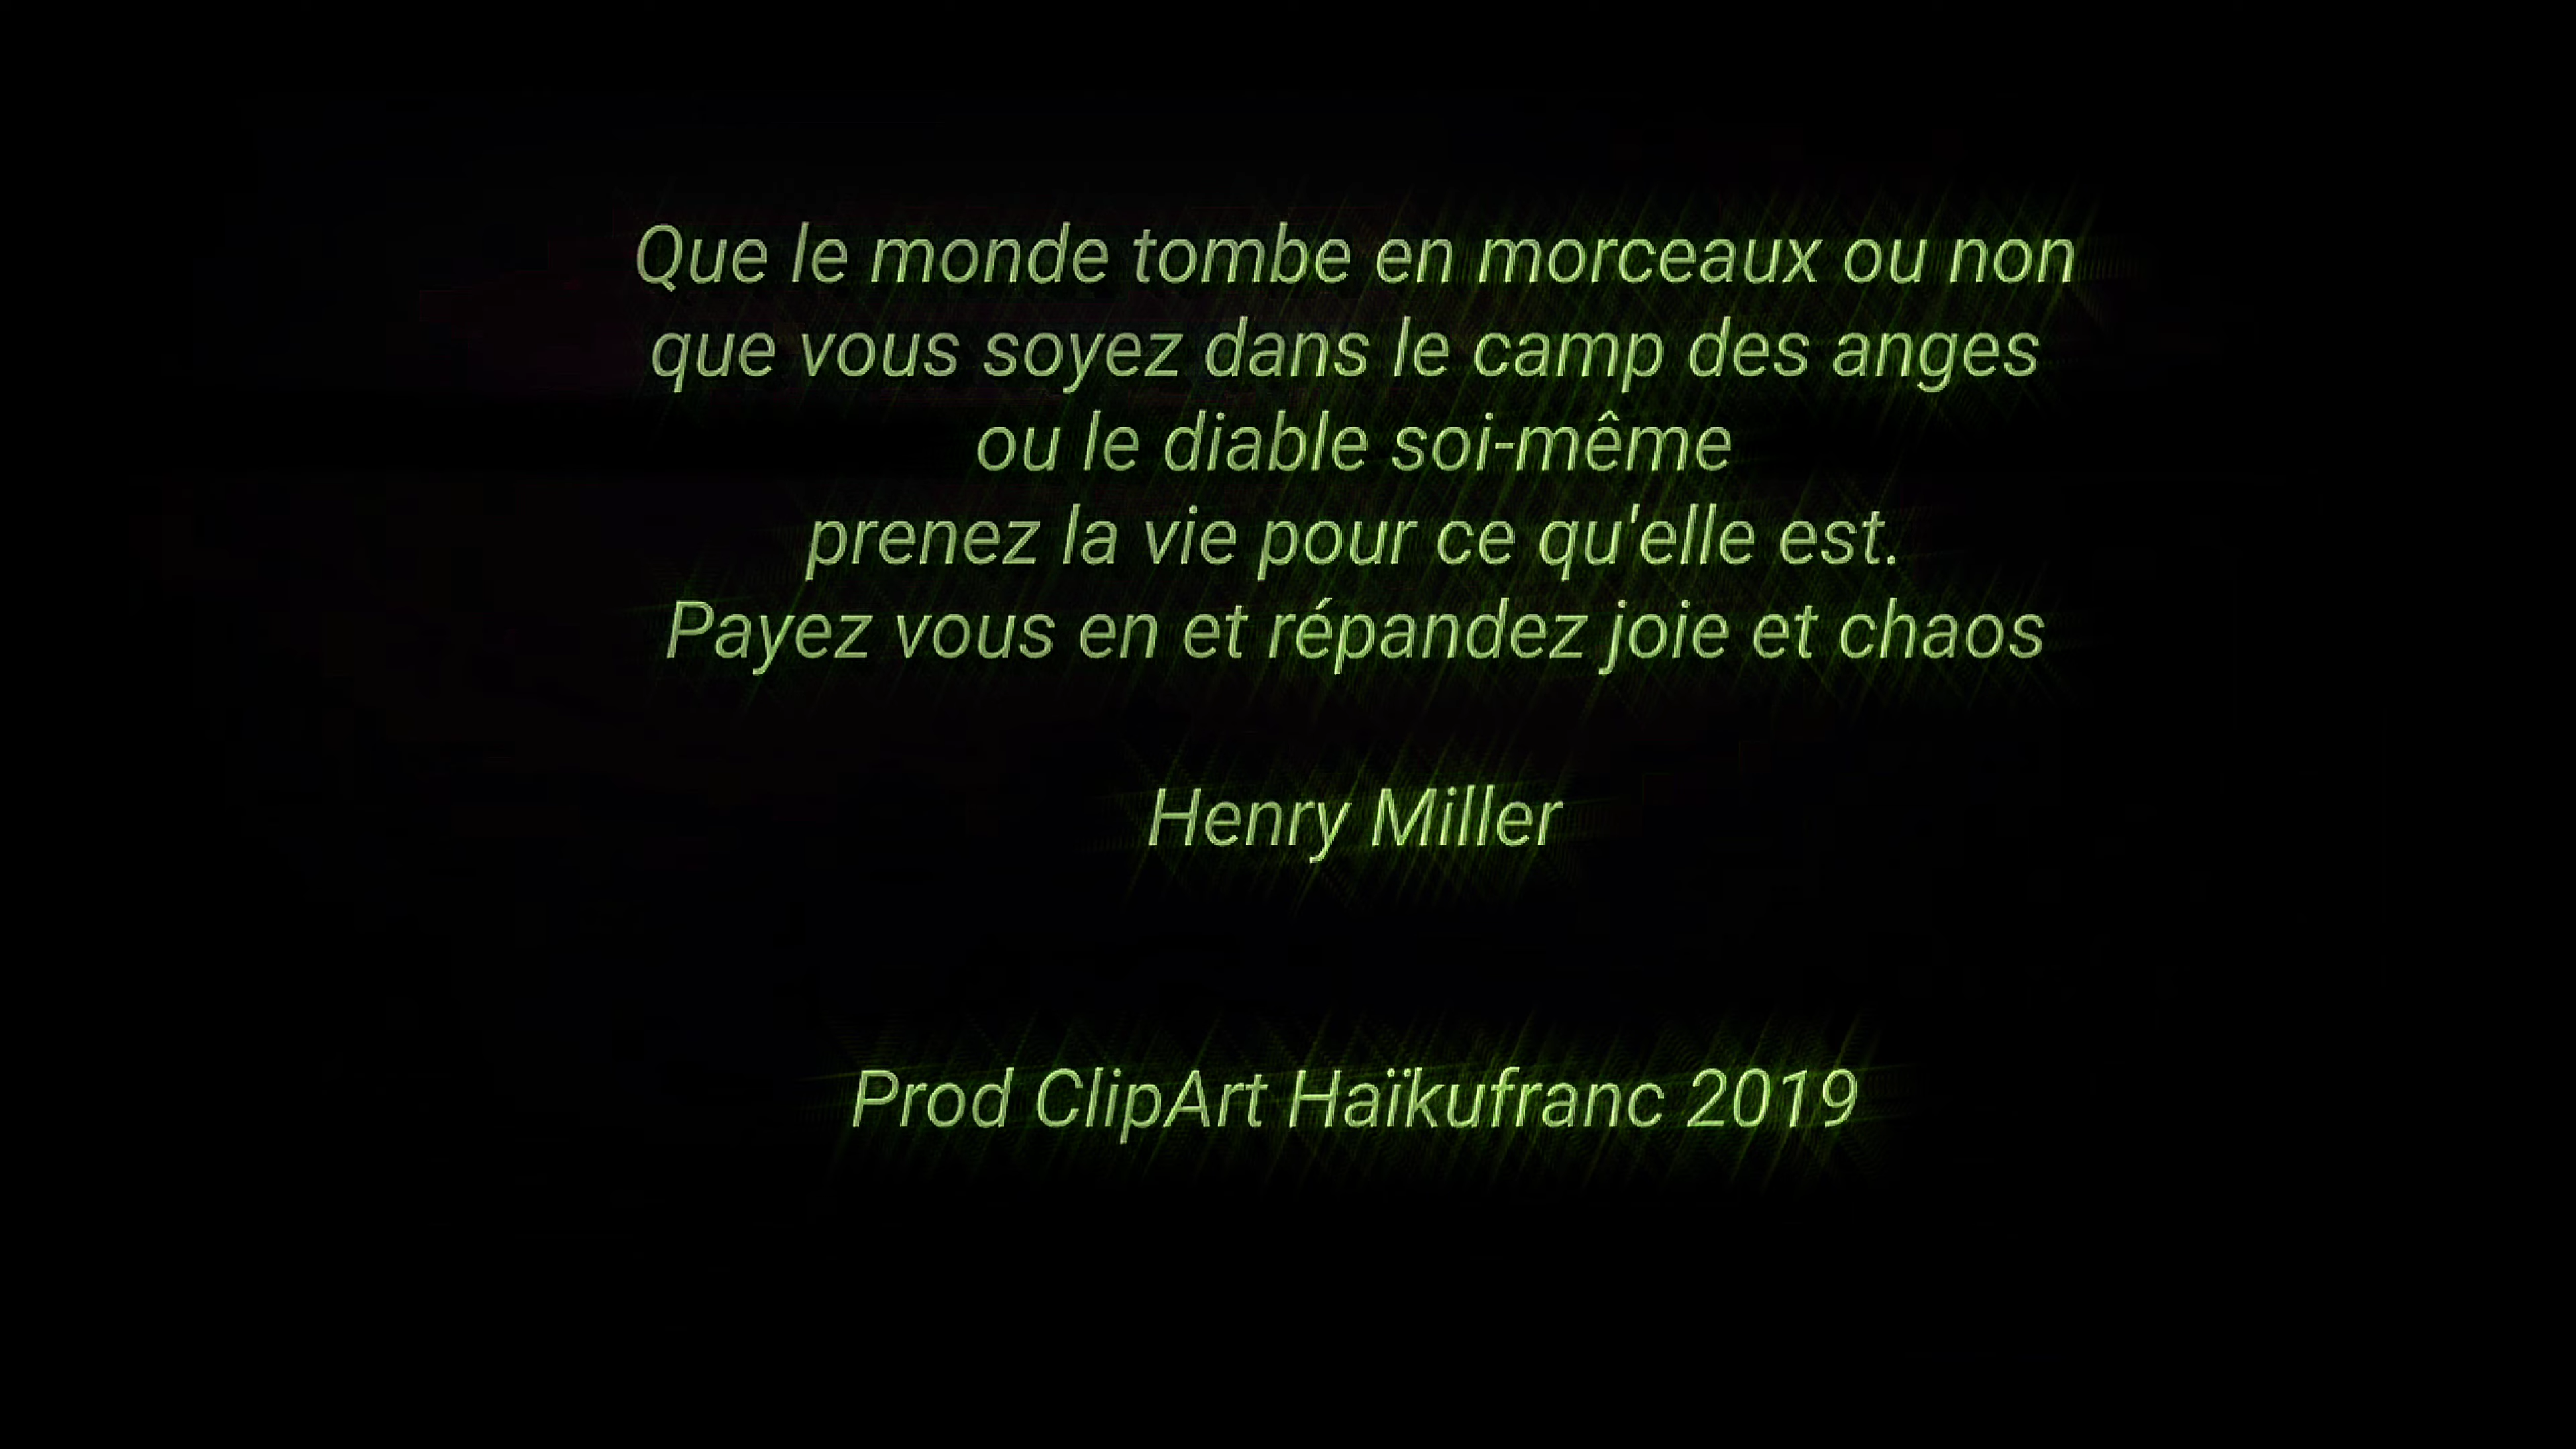 Que le monde tombe en morceaux ou non
que vous soyez dans le camp des anges
ou le diable soi-même
prenez la vie pour ce qu'elle est.
Payez vous en et répandez joie et chaos
Henry Miller
Prod ClipArt Haïkufranc 2019